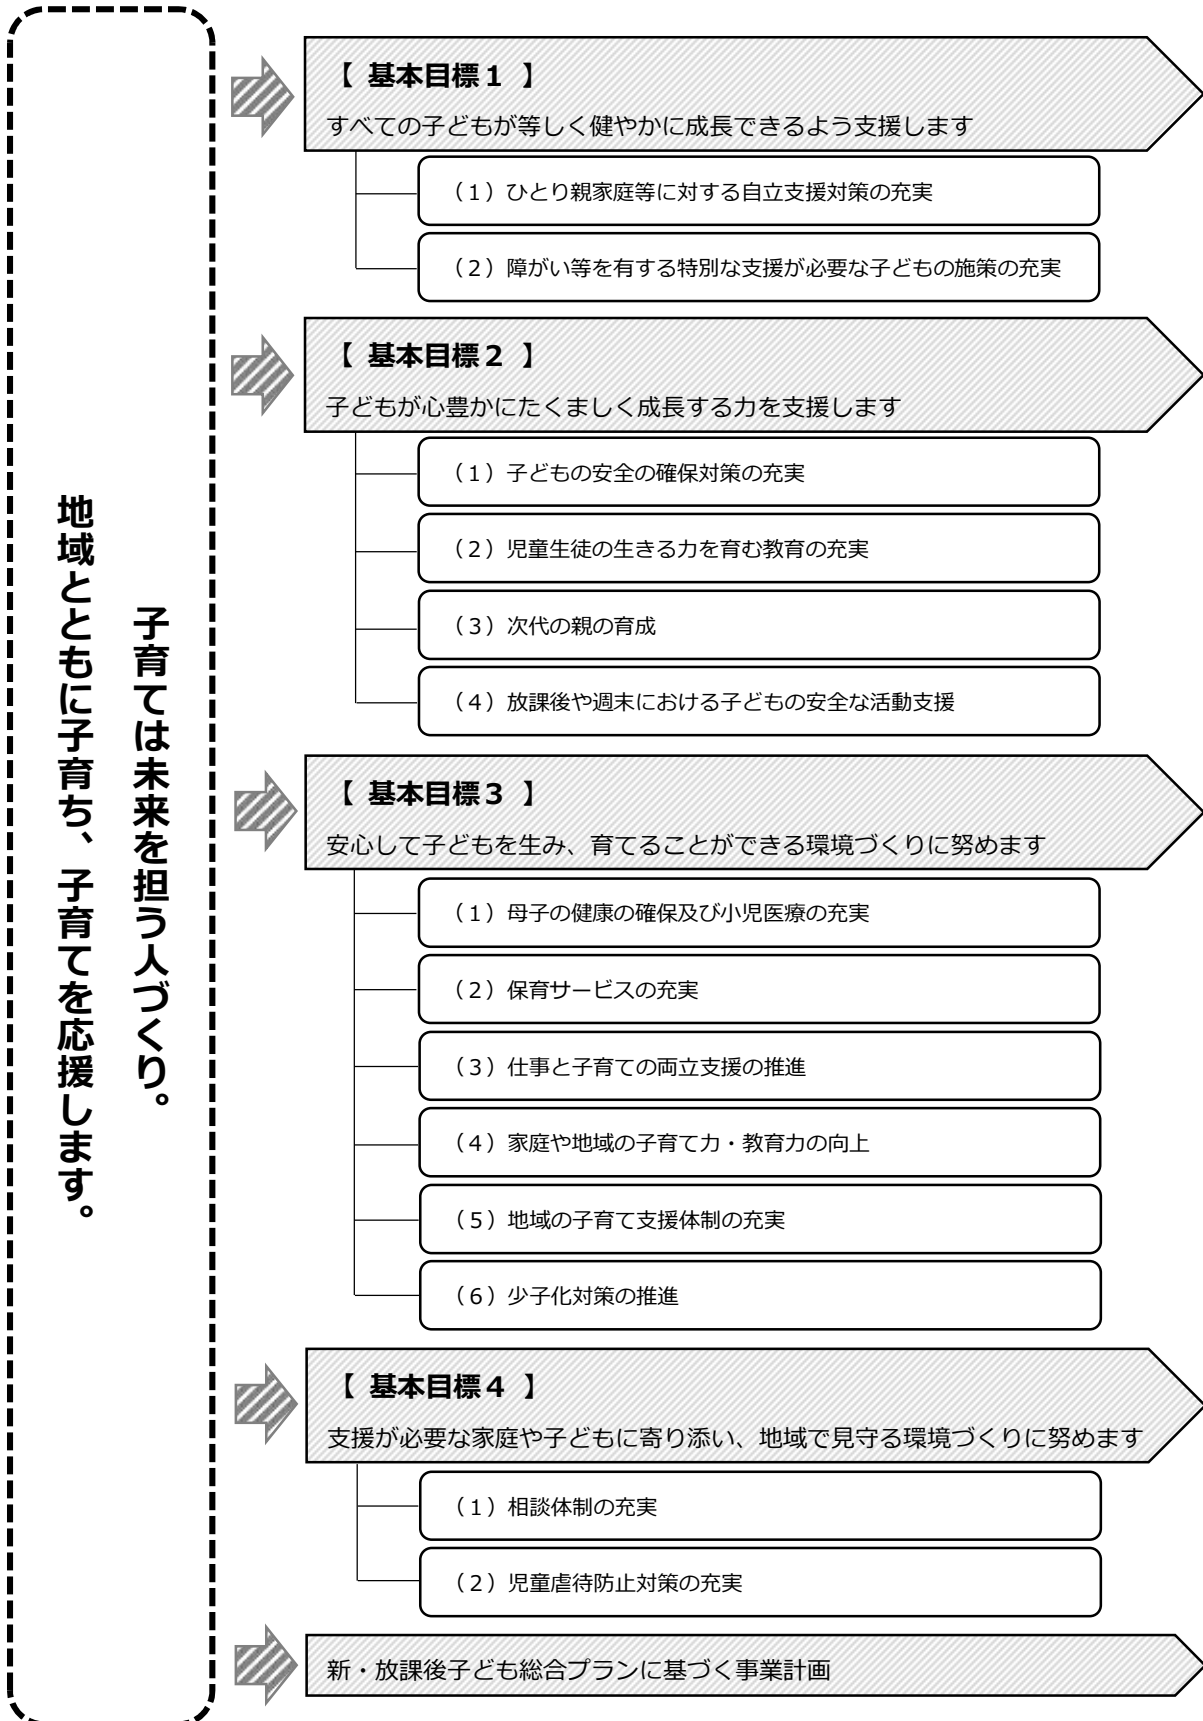 子育ては未来を担う人づくり。
地域とともに子育ち、子育てを応援します。
【 基本目標１ 】
すべての子どもが等しく健やかに成長できるよう支援します
（１）ひとり親家庭等に対する自立支援対策の充実
（２）障がい等を有する特別な支援が必要な子どもの施策の充実
【 基本目標２ 】
子どもが心豊かにたくましく成長する力を支援します
（１）子どもの安全の確保対策の充実
（２）児童生徒の生きる力を育む教育の充実
（３）次代の親の育成
（４）放課後や週末における子どもの安全な活動支援
【 基本目標３ 】
安心して子どもを生み、育てることができる環境づくりに努めます
（１）母子の健康の確保及び小児医療の充実
（２）保育サービスの充実
（３）仕事と子育ての両立支援の推進
（４）家庭や地域の子育て力・教育力の向上
（５）地域の子育て支援体制の充実
（６）少子化対策の推進
【 基本目標４ 】
支援が必要な家庭や子どもに寄り添い、地域で見守る環境づくりに努めます
（１）相談体制の充実
（２）児童虐待防止対策の充実
新・放課後子ども総合プランに基づく事業計画